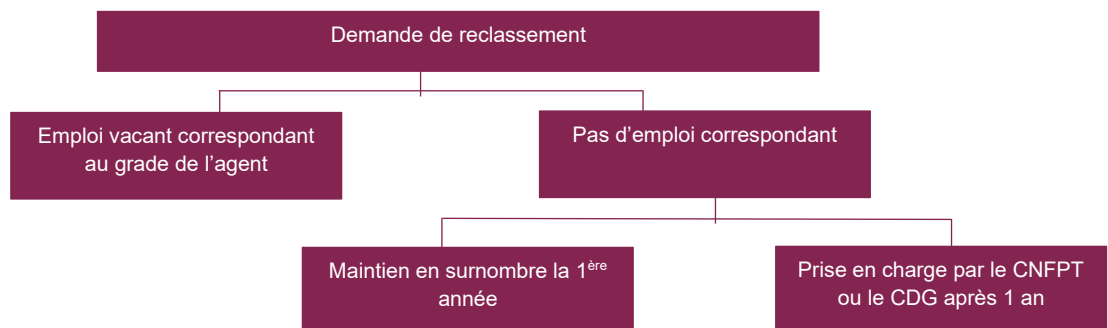 Demande de reclassement
Emploi vacant correspondant
au grade de l'agent
Pas d'emploi correspondant
Maintien en surnombre la 1ère
année
Prise en charge par le CNFPT
ou le CDG après 1 an